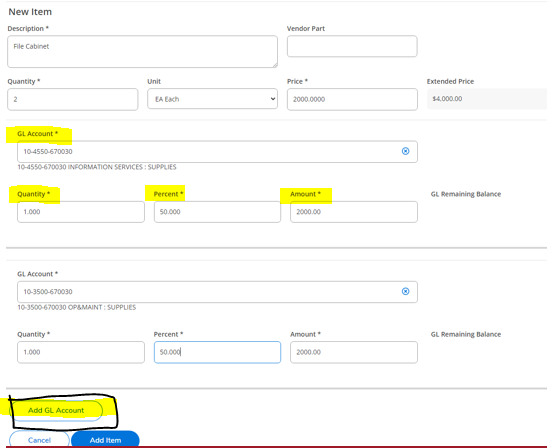 New Item
Description * Vendor Part
File Cabinet
Quantity * Unit Price * Extended Price
2 EA Each 2000.0000 $4,000.00
GL Account *
10-4550-670030
10-4550-670030 INFORMATION SERVICES : SUPPLIES
Quantity * Percent * Amount * GL Remaining Balance
1.000 50.000 2000.00
GL Account *
10-3500-670030
10-3500-670030 OP&MAINT : SUPPLIES
Quantity * Percent * Amount * GL Remaining Balance
1.000 50.000 2000.00
Add GL Account
Cancel Add Item